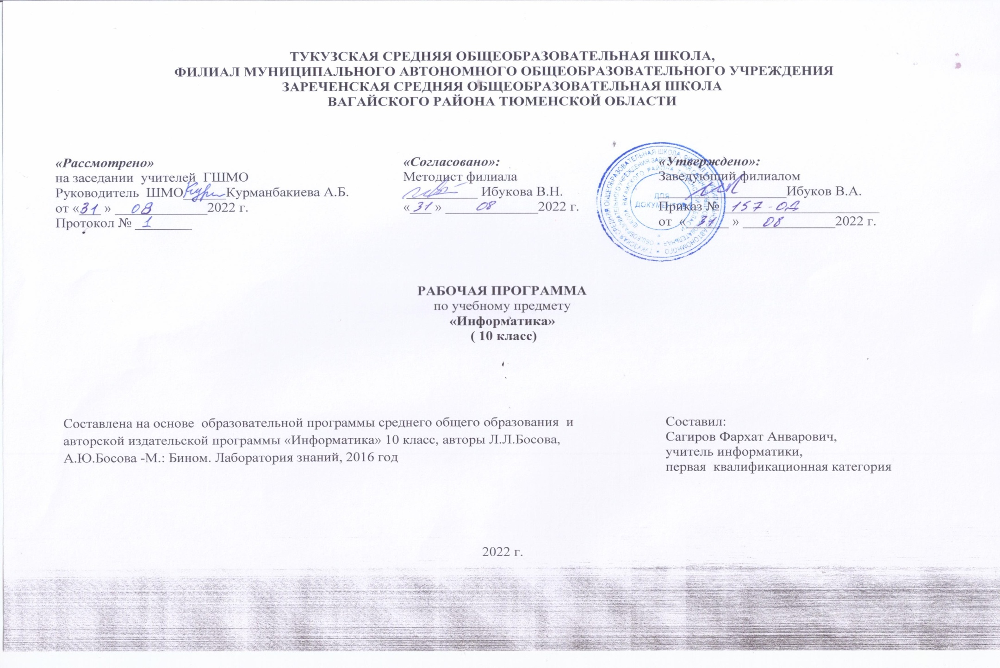 ТУКУЗСКАЯ СРЕДНЯЯ ОБЩЕОБРАЗОВАТЕЛЬНАЯ ШКОЛА,
ФИЛИАЛ МУНИЦИПАЛЬНОГО АВТОНОМНОГО ОБЩЕОБРАЗОВАТЕЛЬНОГО УЧРЕЖДЕНИЯ
ЗАРЕЧЕНСКАЯ СРЕДНЯЯ ОБЩЕОБРАЗОВАТЕЛЬНАЯ ШКОЛА
ВАГАЙСКОГО РАЙОНА ТЮМЕНСКОЙ ОБЛАСТИ
«Рассмотрено»
на заседании учителей ГШМО
Руководитель ШМО______Курманбакиева А.Б.
от «31 » 08 2022 г.
Протокол № 1
«Согласовано»:
Методист филиала
___________ Ибукова В.Н.
«31 » 08 2022 г.
«Утверждено»:
Заведующий филиалом
__________________Ибуков В.А.
Приказ № 157-ОД
от «31 » 08 2022 г.
ДЛЯ
ДОКУМЕНТОВ
РАБОЧАЯ ПРОГРАММА
по учебному предмету
«Информатика»
( 10 класс)
Составлена на основе образовательной программы среднего общего образования и
авторской издательской программы «Информатика» 10 класс, авторы Л.Л.Босова,
А.Ю.Босова -М.: Бином. Лаборатория знаний, 2016 год
Составил:
Сагиров Фархат Анварович,
учитель информатики,
первая квалификационная категория
2022 г.